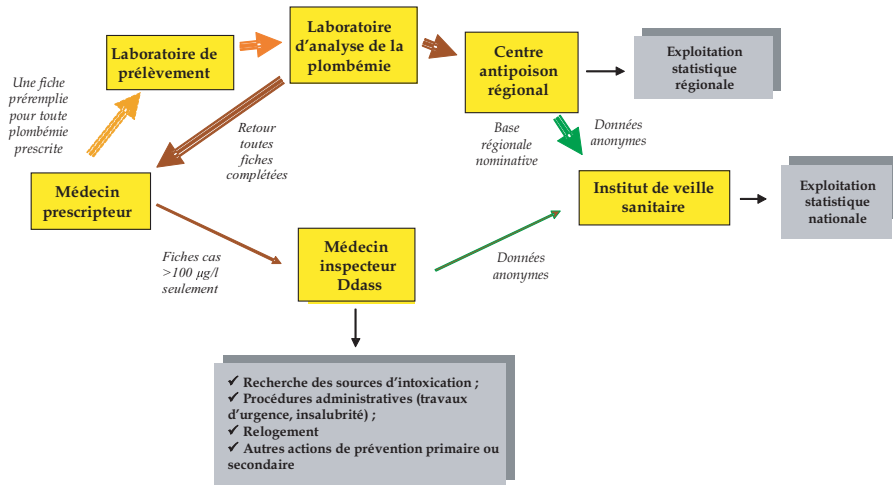 Laboratoire
d'analyse de la
plombémie
Laboratoire de
prélèvement
Centre
antipoison
régional
Exploitation
statistique
régionale
Une fiche
préremplie
pour toute
plombémie
prescrite
Retour
toutes
fiches
complétées
Base
régionale
nominative
Données
anonymes
Médecin
prescripteur
Institut de veille
sanitaire
Exploitation
statistique
nationale
Fiches cas
>100 µg/l
seulement
Médecin
inspecteur
Ddass
Données
anonymes
✓ Recherche des sources d'intoxication ;
✓ Procédures administratives (travaux
d'urgence, insalubrité) ;
✓ Relogement
✓ Autres actions de prévention primaire ou
secondaire